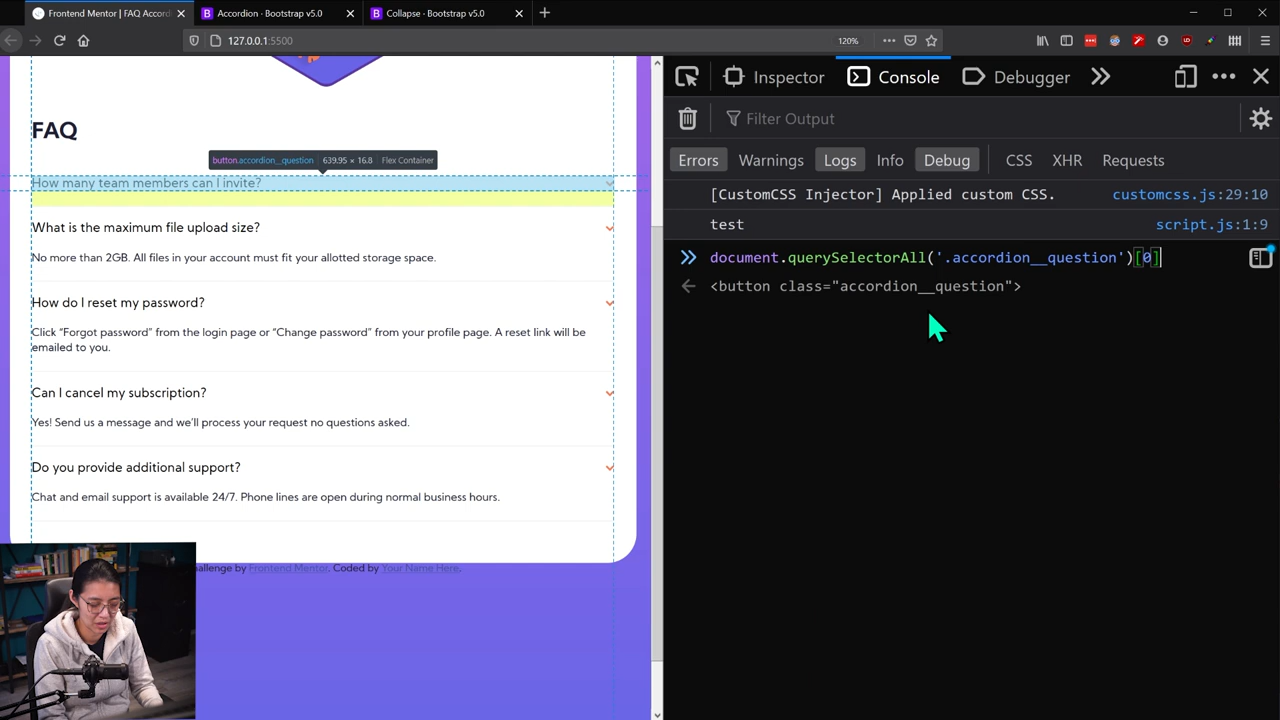 Frontend Mentor | FAQ Accord
Accordion · Bootstrap v5.0
Collapse · Bootstrap v5.0
127.0.0.1:5500
120%
Inspector
Console
Debugger
Filter Output
Errors
Warnings
Logs
Info
Debug
CSS
XHR
Requests
[CustomCSS Injector] Applied custom CSS.
customcss.js:29:10
test
script.js:1:9
document.querySelectorAll('.accordion__question')[0]
<button class="accordion__question">
FAQ
button.accordion__question 639.95 × 16.8 Flex Container
How many team members can I invite?
What is the maximum file upload size?
No more than 2GB. All files in your account must fit your allotted storage space.
How do I reset my password?
Click “Forgot password” from the login page or “Change password” from your profile page. A reset link will be
emailed to you.
Can I cancel my subscription?
Yes! Send us a message and we’ll process your request no questions asked.
Do you provide additional support?
Chat and email support is available 24/7. Phone lines are open during normal business hours.
allenge by Frontend Mentor. Coded by Your Name Here.